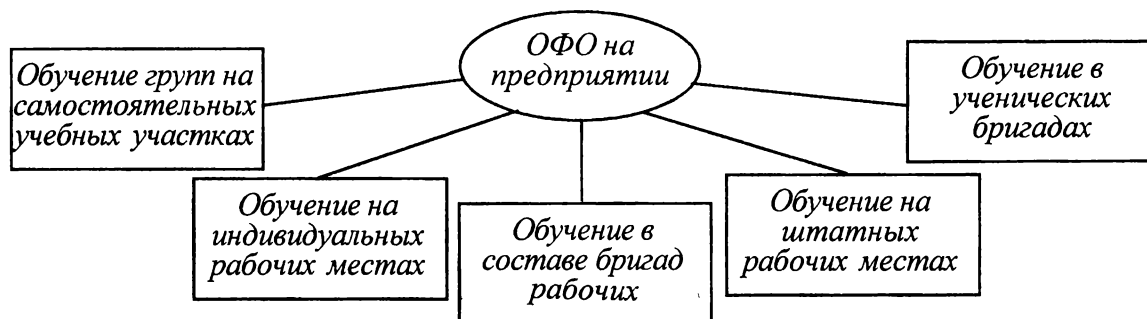 ОФО на
предприятии
Обучение групп на
самостоятельных
учебных участках
Обучение на
индивидуальных
рабочих местах
Обучение в
составе бригад
рабочих
Обучение на
штатных
рабочих местах
Обучение в
ученических
бригадах